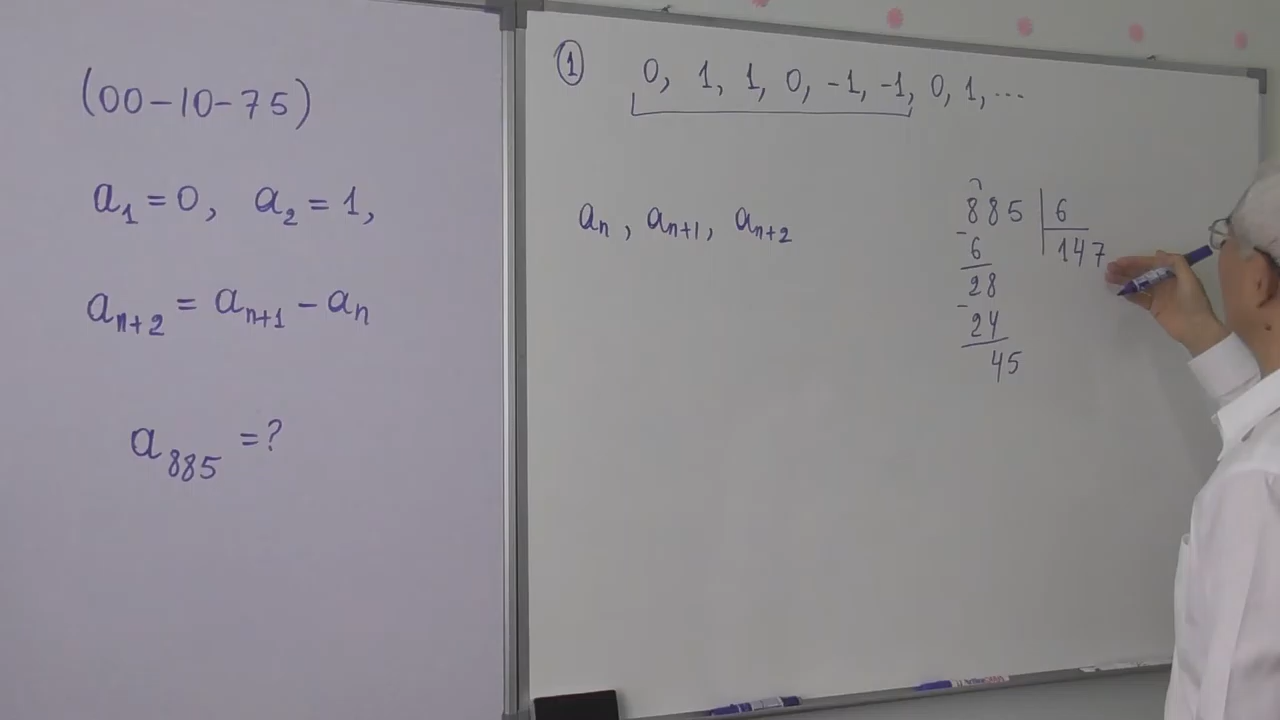 (00-10-75)
a₁ = 0, a₂ = 1,
aₙ₊₂ = aₙ₊₁ − aₙ
a₈₈₅ = ?
① 0, 1, 1, 0, -1, -1, 0, 1, ...
aₙ, aₙ₊₁, aₙ₊₂
885 | 6
− 6 | 147
28
− 24
45